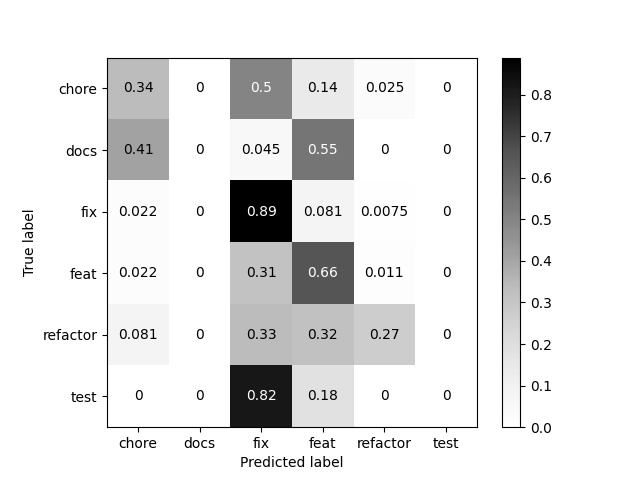 chore 0.34 0 0.5 0.14 0.025 0
docs 0.41 0 0.045 0.55 0 0
fix 0.022 0 0.89 0.081 0.0075 0
feat 0.022 0 0.31 0.66 0.011 0
refactor 0.081 0 0.33 0.32 0.27 0
test 0 0 0.82 0.18 0 0
chore docs fix feat refactor test
Predicted label
True label
0.8
0.7
0.6
0.5
0.4
0.3
0.2
0.1
0.0